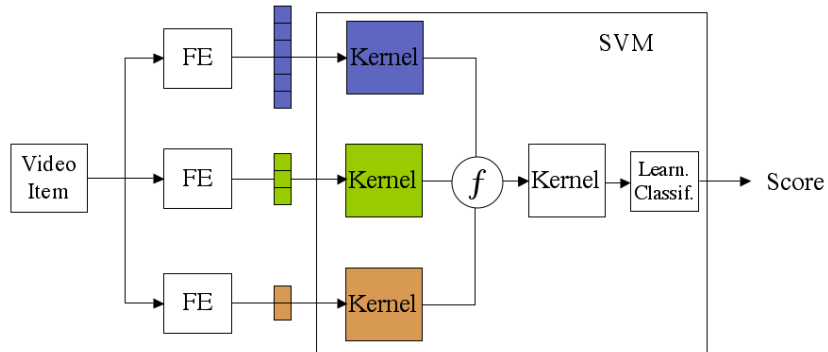 FE
Kernel
SVM
Video
Item
FE
Kernel
f
Kernel
Learn.
Classif.
Score
FE
Kernel